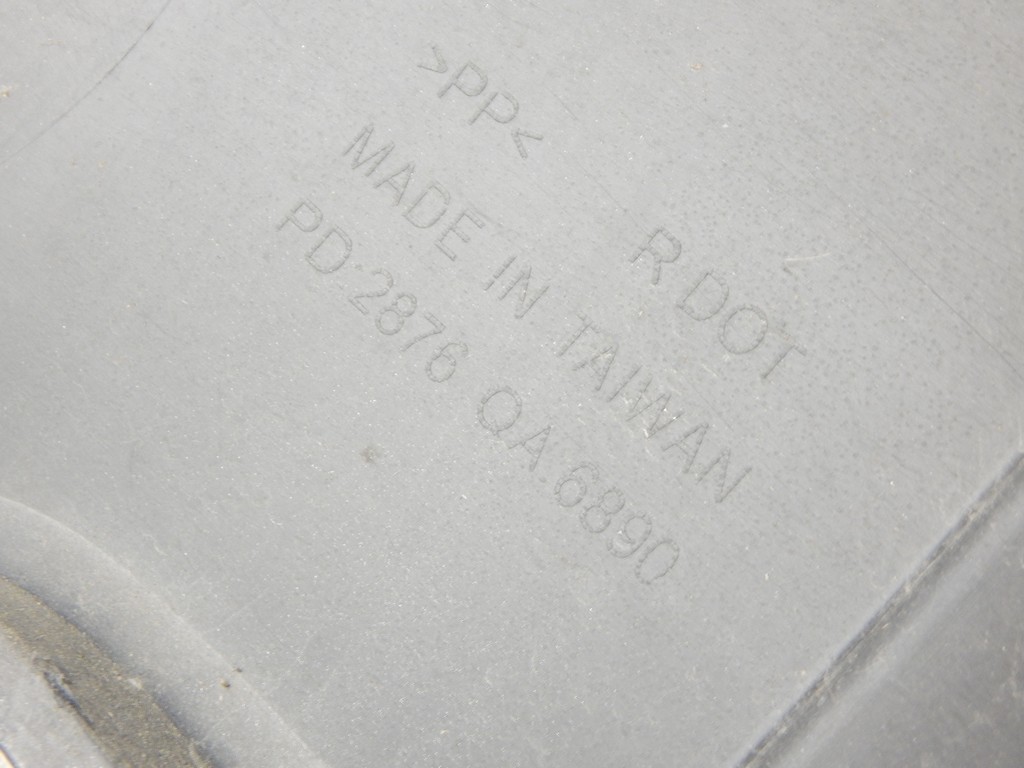 >PP<
R DOT
MADE IN TAIWAN
PD:2876 QA:6890